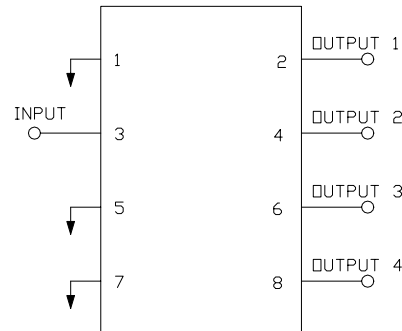 OUTPUT 1
1 2
INPUT
OUTPUT 2
3 4
OUTPUT 3
5 6
OUTPUT 4
7 8